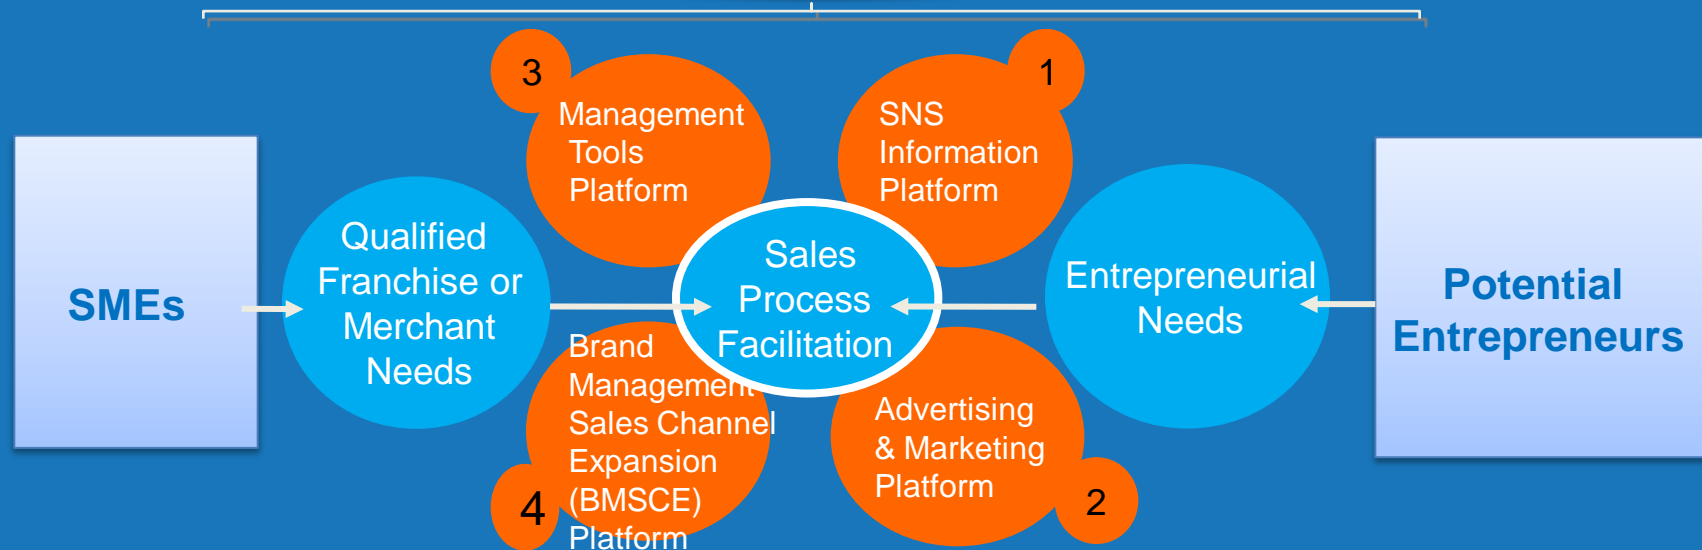 3
Management
Tools
Platform
1
SNS
Information
Platform
SMEs
Qualified
Franchise or
Merchant
Needs
Sales
Process
Facilitation
Entrepreneurial
Needs
Potential
Entrepreneurs
Brand
Management
Sales Channel
Expansion
(BMSCE)
Platform
4
Advertising
& Marketing
Platform
2